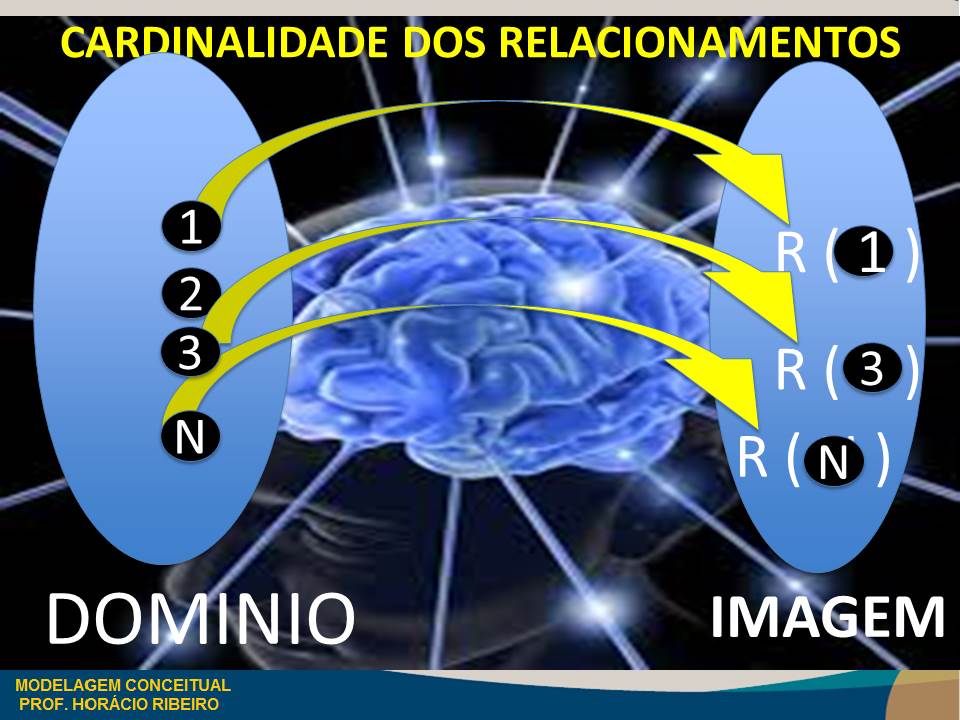 CARDINALIDADE DOS RELACIONAMENTOS
1
R ( 1 )
2
3
R ( 3 )
N
R ( N )
DOMINIO
IMAGEM
MODELAGEM CONCEITUAL
PROF. HORÁCIO RIBEIRO